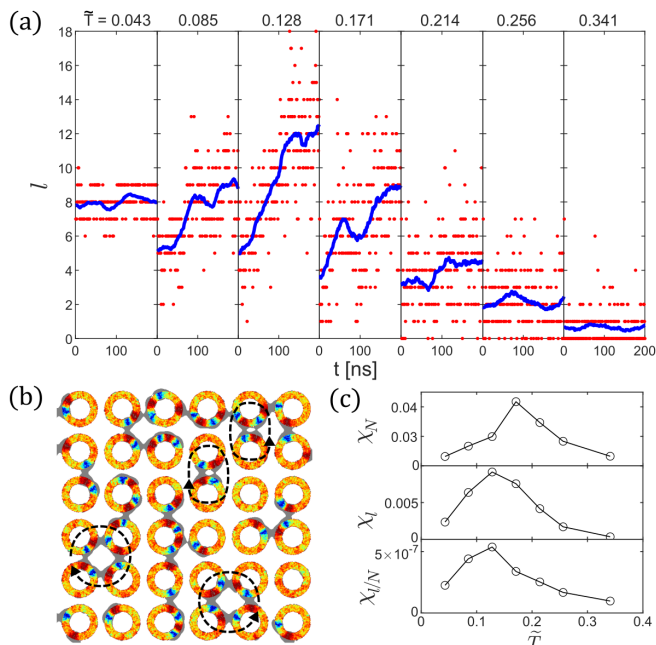 (a)
T̃ = 0.043 0.085 0.128 0.171 0.214 0.256 0.341
18
16
14
12
10
8
6
4
2
0
l
0 100 0 100 0 100 0 100 0 100 0 100 0 100 200
t [ns]
(b)
(c)
0.04
0.03
χ_N
0.005
χ_l
5×10⁻⁷
0
χ_l/N
0 0.1 0.2 0.3 0.4
T̃